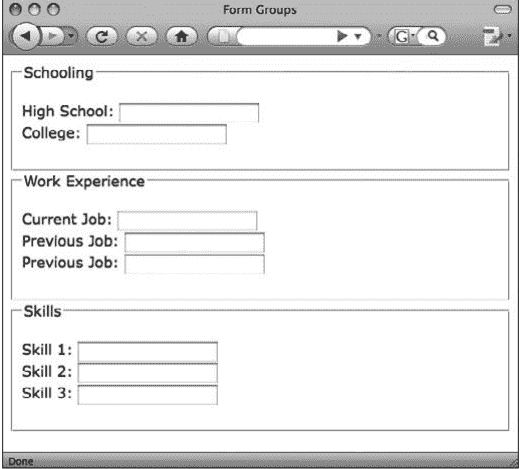 Form Groups
G
Schooling
High School:
College:
Work Experience
Current Job:
Previous Job:
Previous Job:
Skills
Skill 1:
Skill 2:
Skill 3:
Done